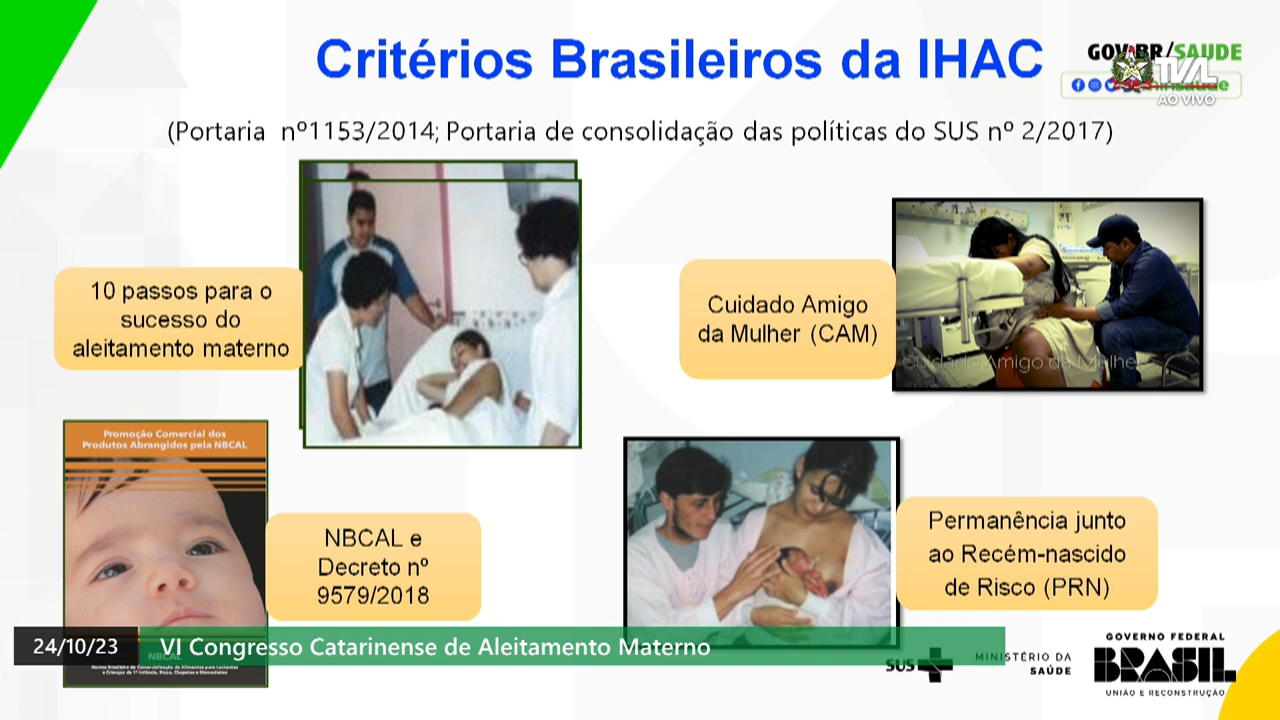 Critérios Brasileiros da IHAC
GOV.BR/SAUDE
minsaude
TVAL
AO VIVO
(Portaria nº1153/2014; Portaria de consolidação das políticas do SUS nº 2/2017)
10 passos para o
sucesso do
aleitamento materno
Cuidado Amigo
da Mulher (CAM)
Cuidado Amigo da Mulher
Promoção Comercial dos
Produtos Abrangidos pela NBCAL
NBCAL e
Decreto nº
9579/2018
Permanência junto
ao Recém-nascido
de Risco (PRN)
24/10/23
VI Congresso Catarinense de Aleitamento Materno
NBCAL
Norma Brasileira de Comercialização de Alimentos para Lactentes
e Crianças de 1ª Infância, Bicos, Chupetas e Mamadeiras
SUS
MINISTÉRIO DA
SAÚDE
GOVERNO FEDERAL
BRASIL
UNIÃO E RECONSTRUÇÃO